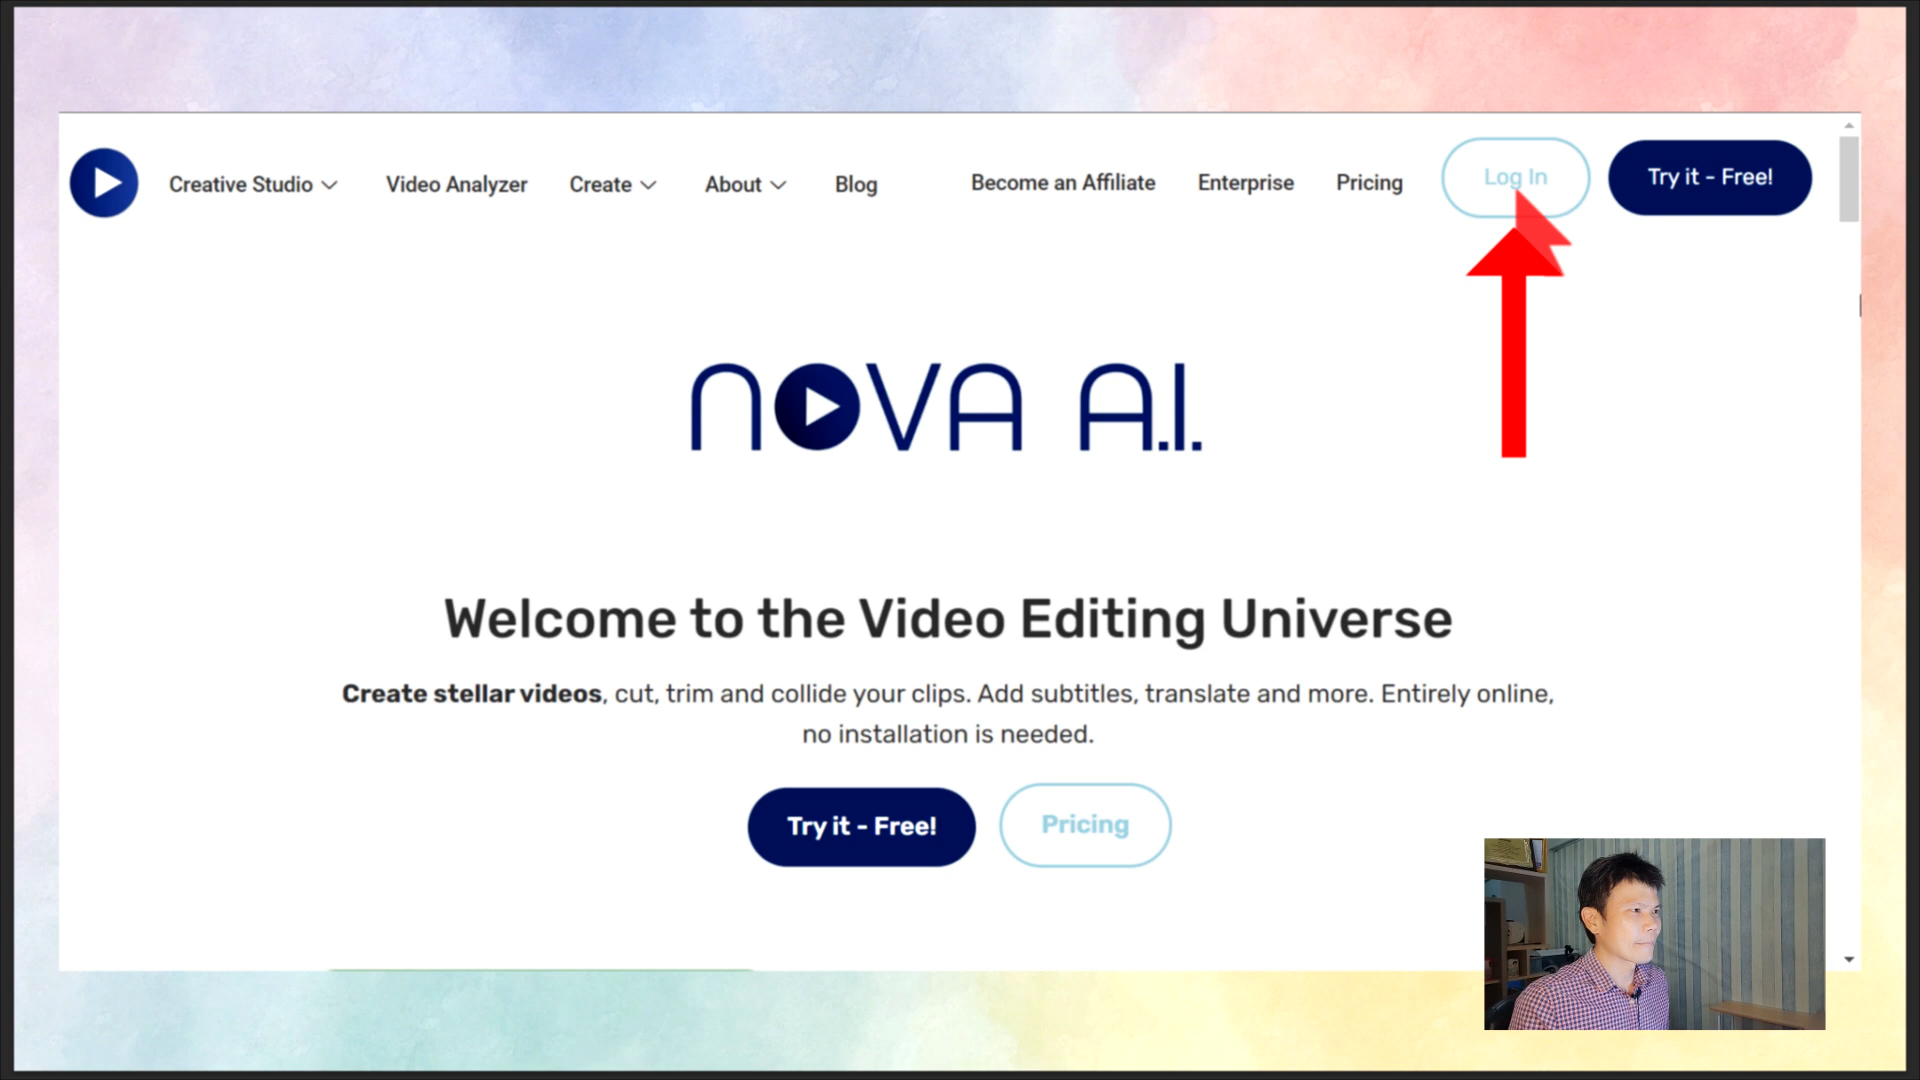 Creative Studio
Video Analyzer
Create
About
Blog
Become an Affiliate
Enterprise
Pricing
Log In
Try it - Free!
NOVA A.I.
Welcome to the Video Editing Universe
Create stellar videos, cut, trim and collide your clips. Add subtitles, translate and more. Entirely online,
no installation is needed.
Try it - Free!
Pricing